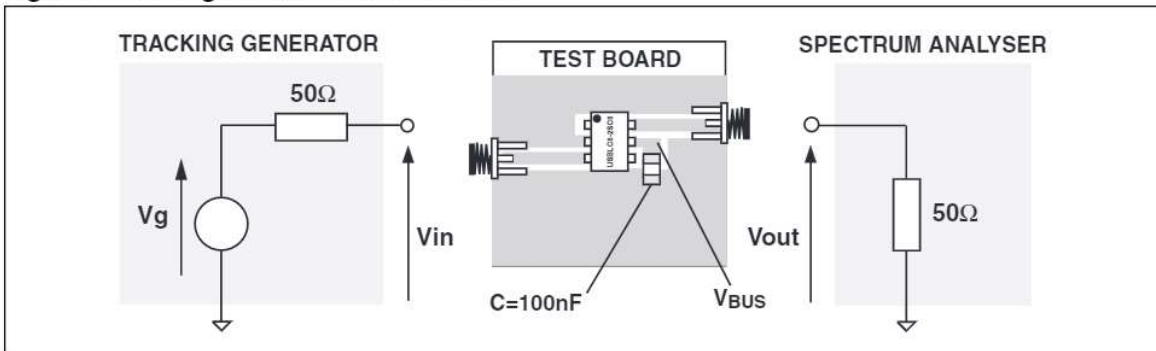 TRACKING GENERATOR
TEST BOARD
SPECTRUM ANALYSER
50Ω
50Ω
Vg
Vin
Vout
C=100nF
VBUS